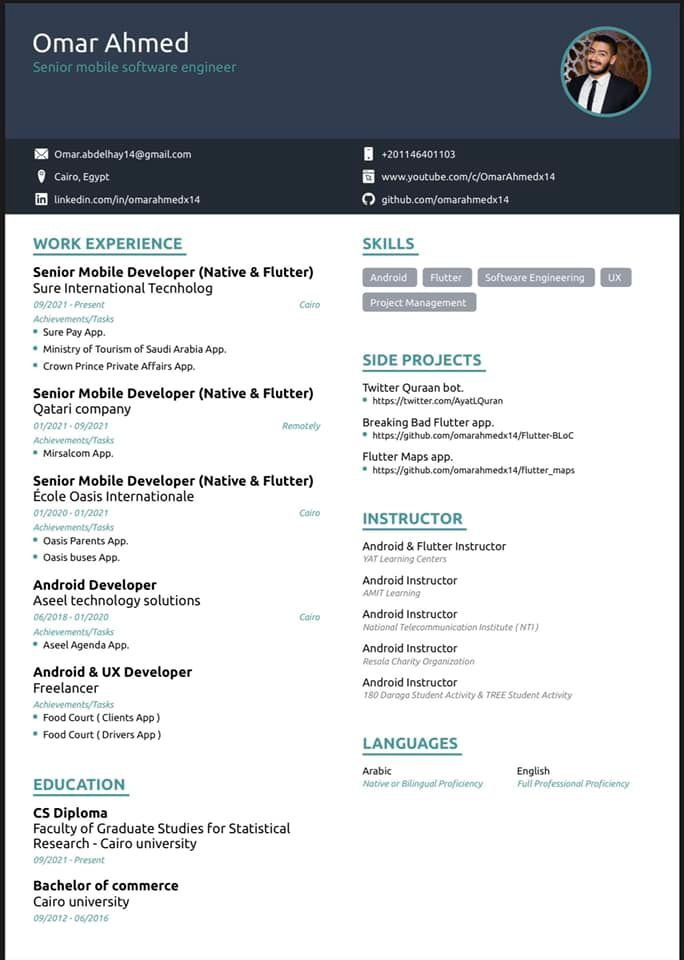 Omar Ahmed
Senior mobile software engineer
Omar.abdelhay14@gmail.com
+201146401103
Cairo, Egypt
www.youtube.com/c/OmarAhmedx14
linkedin.com/in/omarahmedx14
github.com/omarahmedx14
WORK EXPERIENCE
Senior Mobile Developer (Native & Flutter)
Sure International Tecnholog
09/2021 - Present
Cairo
Achievements/Tasks
Sure Pay App.
Ministry of Tourism of Saudi Arabia App.
Crown Prince Private Affairs App.
Senior Mobile Developer (Native & Flutter)
Qatari company
01/2021 - 09/2021
Remotely
Achievements/Tasks
Mirsalcom App.
Senior Mobile Developer (Native & Flutter)
École Oasis Internationale
01/2020 - 01/2021
Cairo
Achievements/Tasks
Oasis Parents App.
Oasis buses App.
Android Developer
Aseel technology solutions
06/2018 - 01/2020
Cairo
Achievements/Tasks
Aseel Agenda App.
Android & UX Developer
Freelancer
Achievements/Tasks
Food Court ( Clients App )
Food Court ( Drivers App )
EDUCATION
CS Diploma
Faculty of Graduate Studies for Statistical
Research - Cairo university
09/2021 - Present
Bachelor of commerce
Cairo university
09/2012 - 06/2016
SKILLS
Android
Flutter
Software Engineering
UX
Project Management
SIDE PROJECTS
Twitter Quraan bot.
https://twitter.com/AyatLQuran
Breaking Bad Flutter app.
https://github.com/omarahmedx14/Flutter-BLoC
Flutter Maps app.
https://github.com/omarahmedx14/flutter_maps
INSTRUCTOR
Android & Flutter Instructor
YAT Learning Centers
Android Instructor
AMIT Learning
Android Instructor
National Telecommunication Institute ( NTI )
Android Instructor
Resala Charity Organization
Android Instructor
180 Daraga Student Activity & TREE Student Activity
LANGUAGES
Arabic
Native or Bilingual Proficiency
English
Full Professional Proficiency